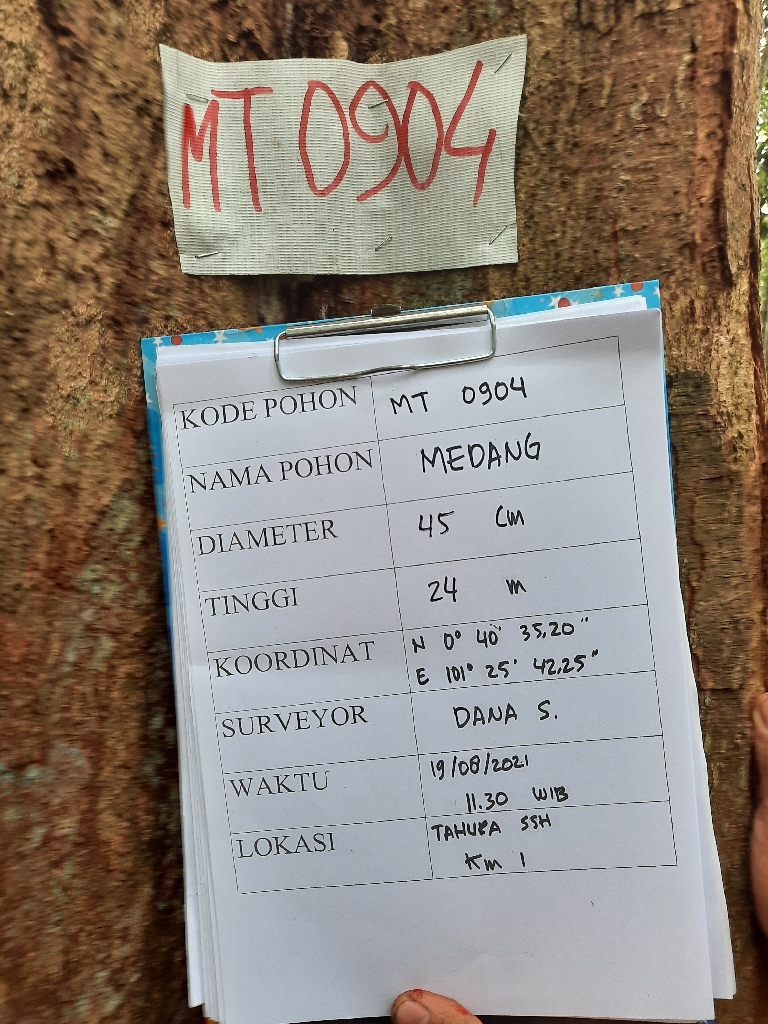 MT 0904
KODE POHON MT 0904
NAMA POHON MEDANG
DIAMETER 45 Cm
TINGGI 24 m
KOORDINAT N 0° 40' 35,20"
E 101° 25' 42,25"
SURVEYOR DANA S.
WAKTU 19/08/2021
11.30 WIB
LOKASI TAHURA SSH
Km 1